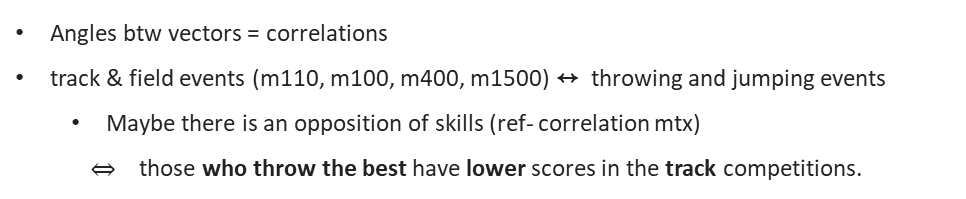 • Angles btw vectors = correlations
• track & field events (m110, m100, m400, m1500) ↔ throwing and jumping events
• Maybe there is an opposition of skills (ref- correlation mtx)
⇔ those who throw the best have lower scores in the track competitions.